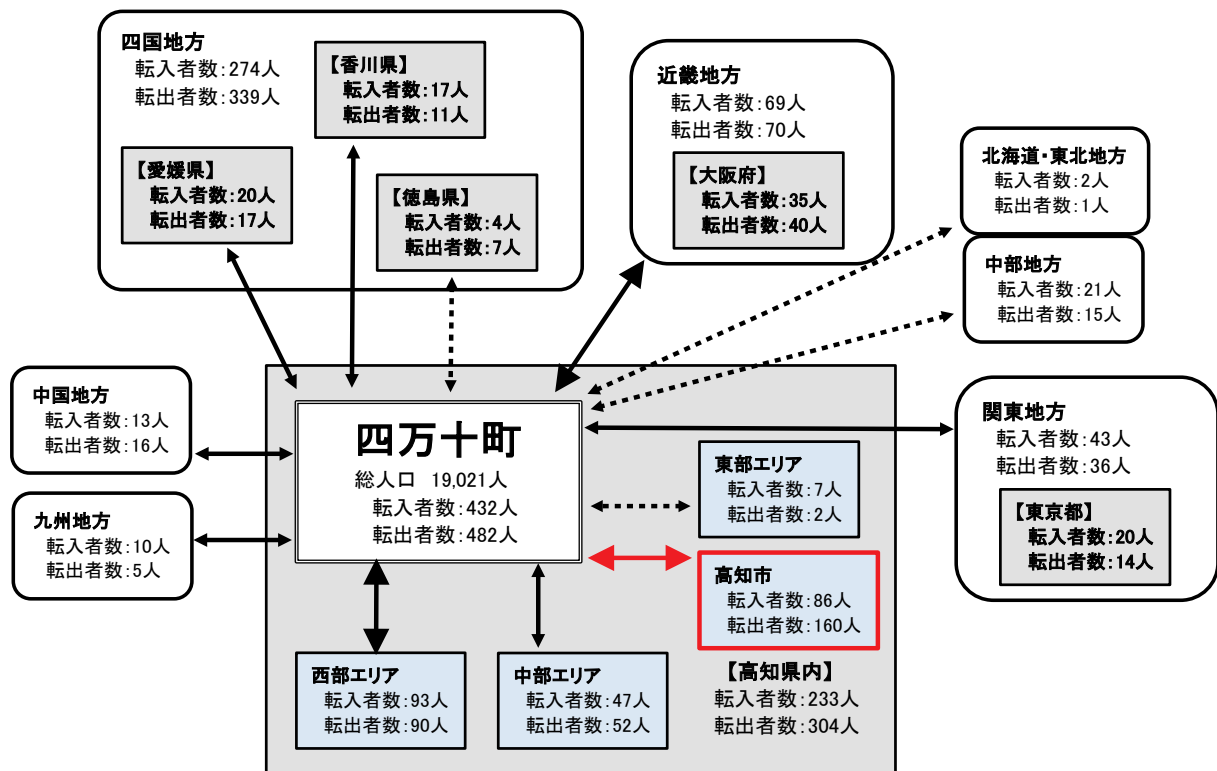 四国地方
転入者数:274人
転出者数:339人
【香川県】
転入者数:17人
転出者数:11人
【愛媛県】
転入者数:20人
転出者数:17人
【徳島県】
転入者数:4人
転出者数:7人
近畿地方
転入者数:69人
転出者数:70人
【大阪府】
転入者数:35人
転出者数:40人
北海道・東北地方
転入者数:2人
転出者数:1人
中部地方
転入者数:21人
転出者数:15人
中国地方
転入者数:13人
転出者数:16人
九州地方
転入者数:10人
転出者数:5人
四万十町
総人口 19,021人
転入者数:432人
転出者数:482人
東部エリア
転入者数:7人
転出者数:2人
高知市
転入者数:86人
転出者数:160人
関東地方
転入者数:43人
転出者数:36人
【東京都】
転入者数:20人
転出者数:14人
西部エリア
転入者数:93人
転出者数:90人
中部エリア
転入者数:47人
転出者数:52人
【高知県内】
転入者数:233人
転出者数:304人